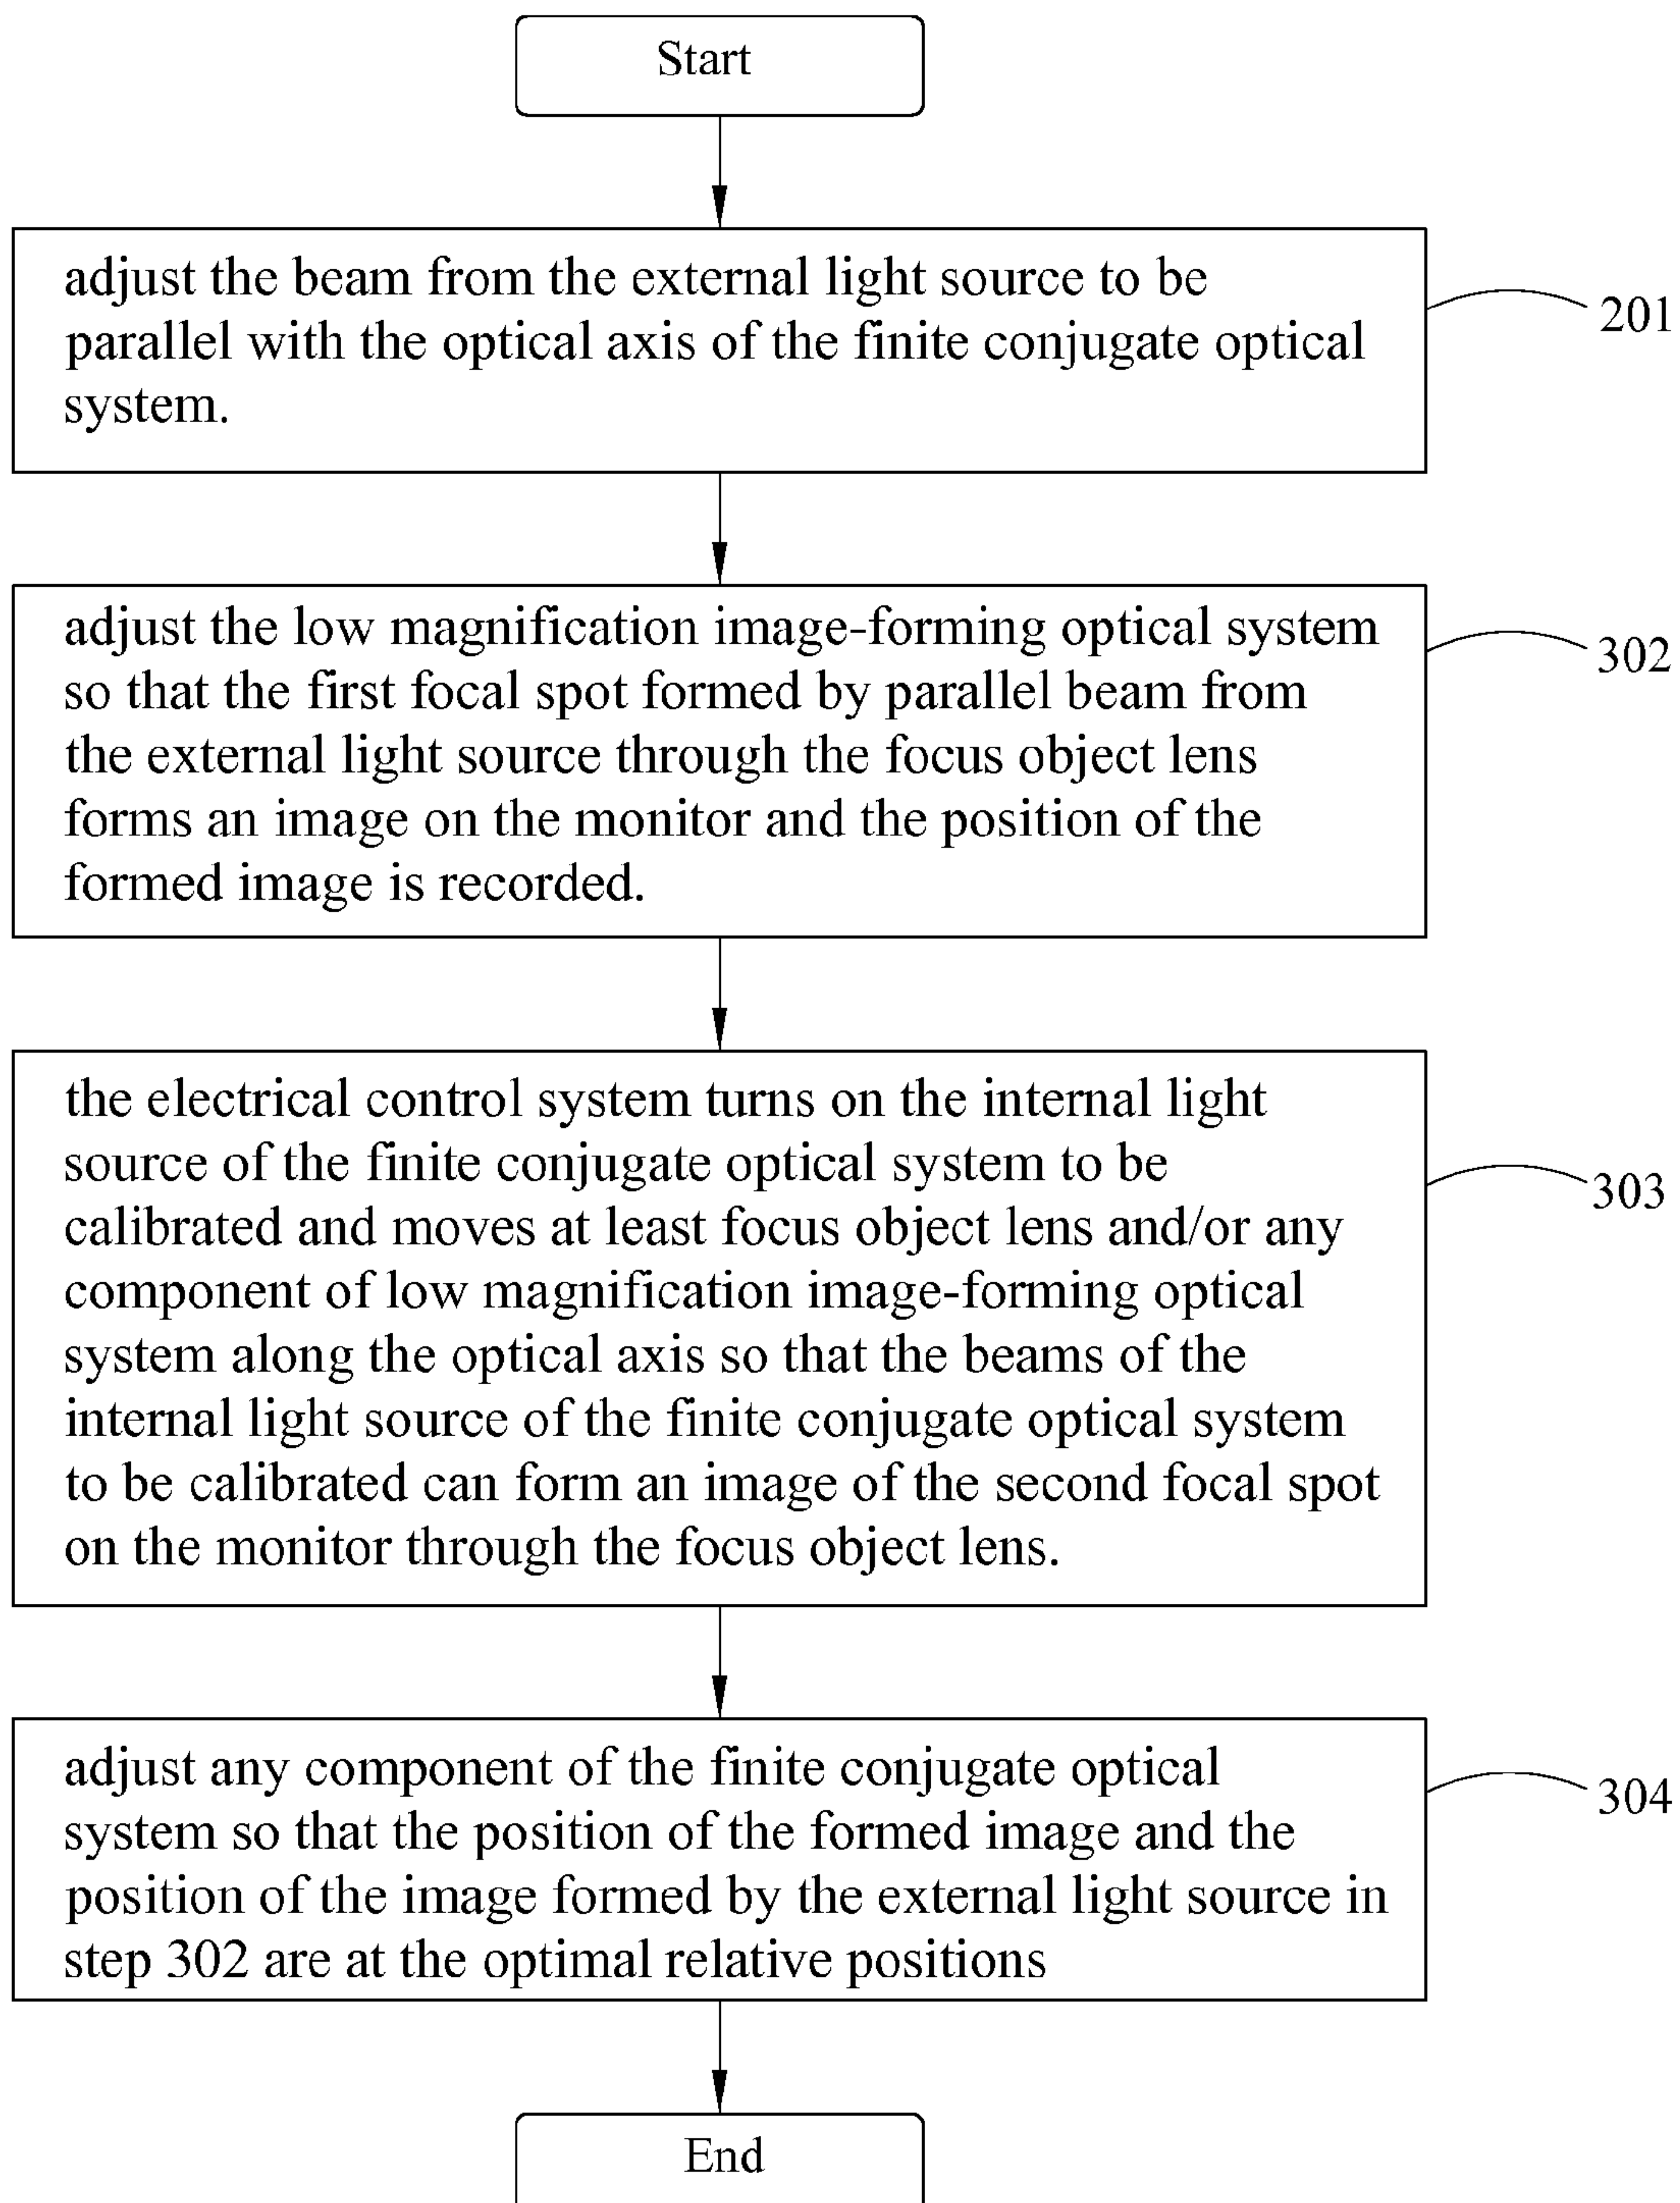 Start
adjust the beam from the external light source to be
parallel with the optical axis of the finite conjugate optical
system.
201
adjust the low magnification image-forming optical system
so that the first focal spot formed by parallel beam from
the external light source through the focus object lens
forms an image on the monitor and the position of the
formed image is recorded.
302
the electrical control system turns on the internal light
source of the finite conjugate optical system to be
calibrated and moves at least focus object lens and/or any
component of low magnification image-forming optical
system along the optical axis so that the beams of the
internal light source of the finite conjugate optical system
to be calibrated can form an image of the second focal spot
on the monitor through the focus object lens.
303
adjust any component of the finite conjugate optical
system so that the position of the formed image and the
position of the image formed by the external light source in
step 302 are at the optimal relative positions
304
End